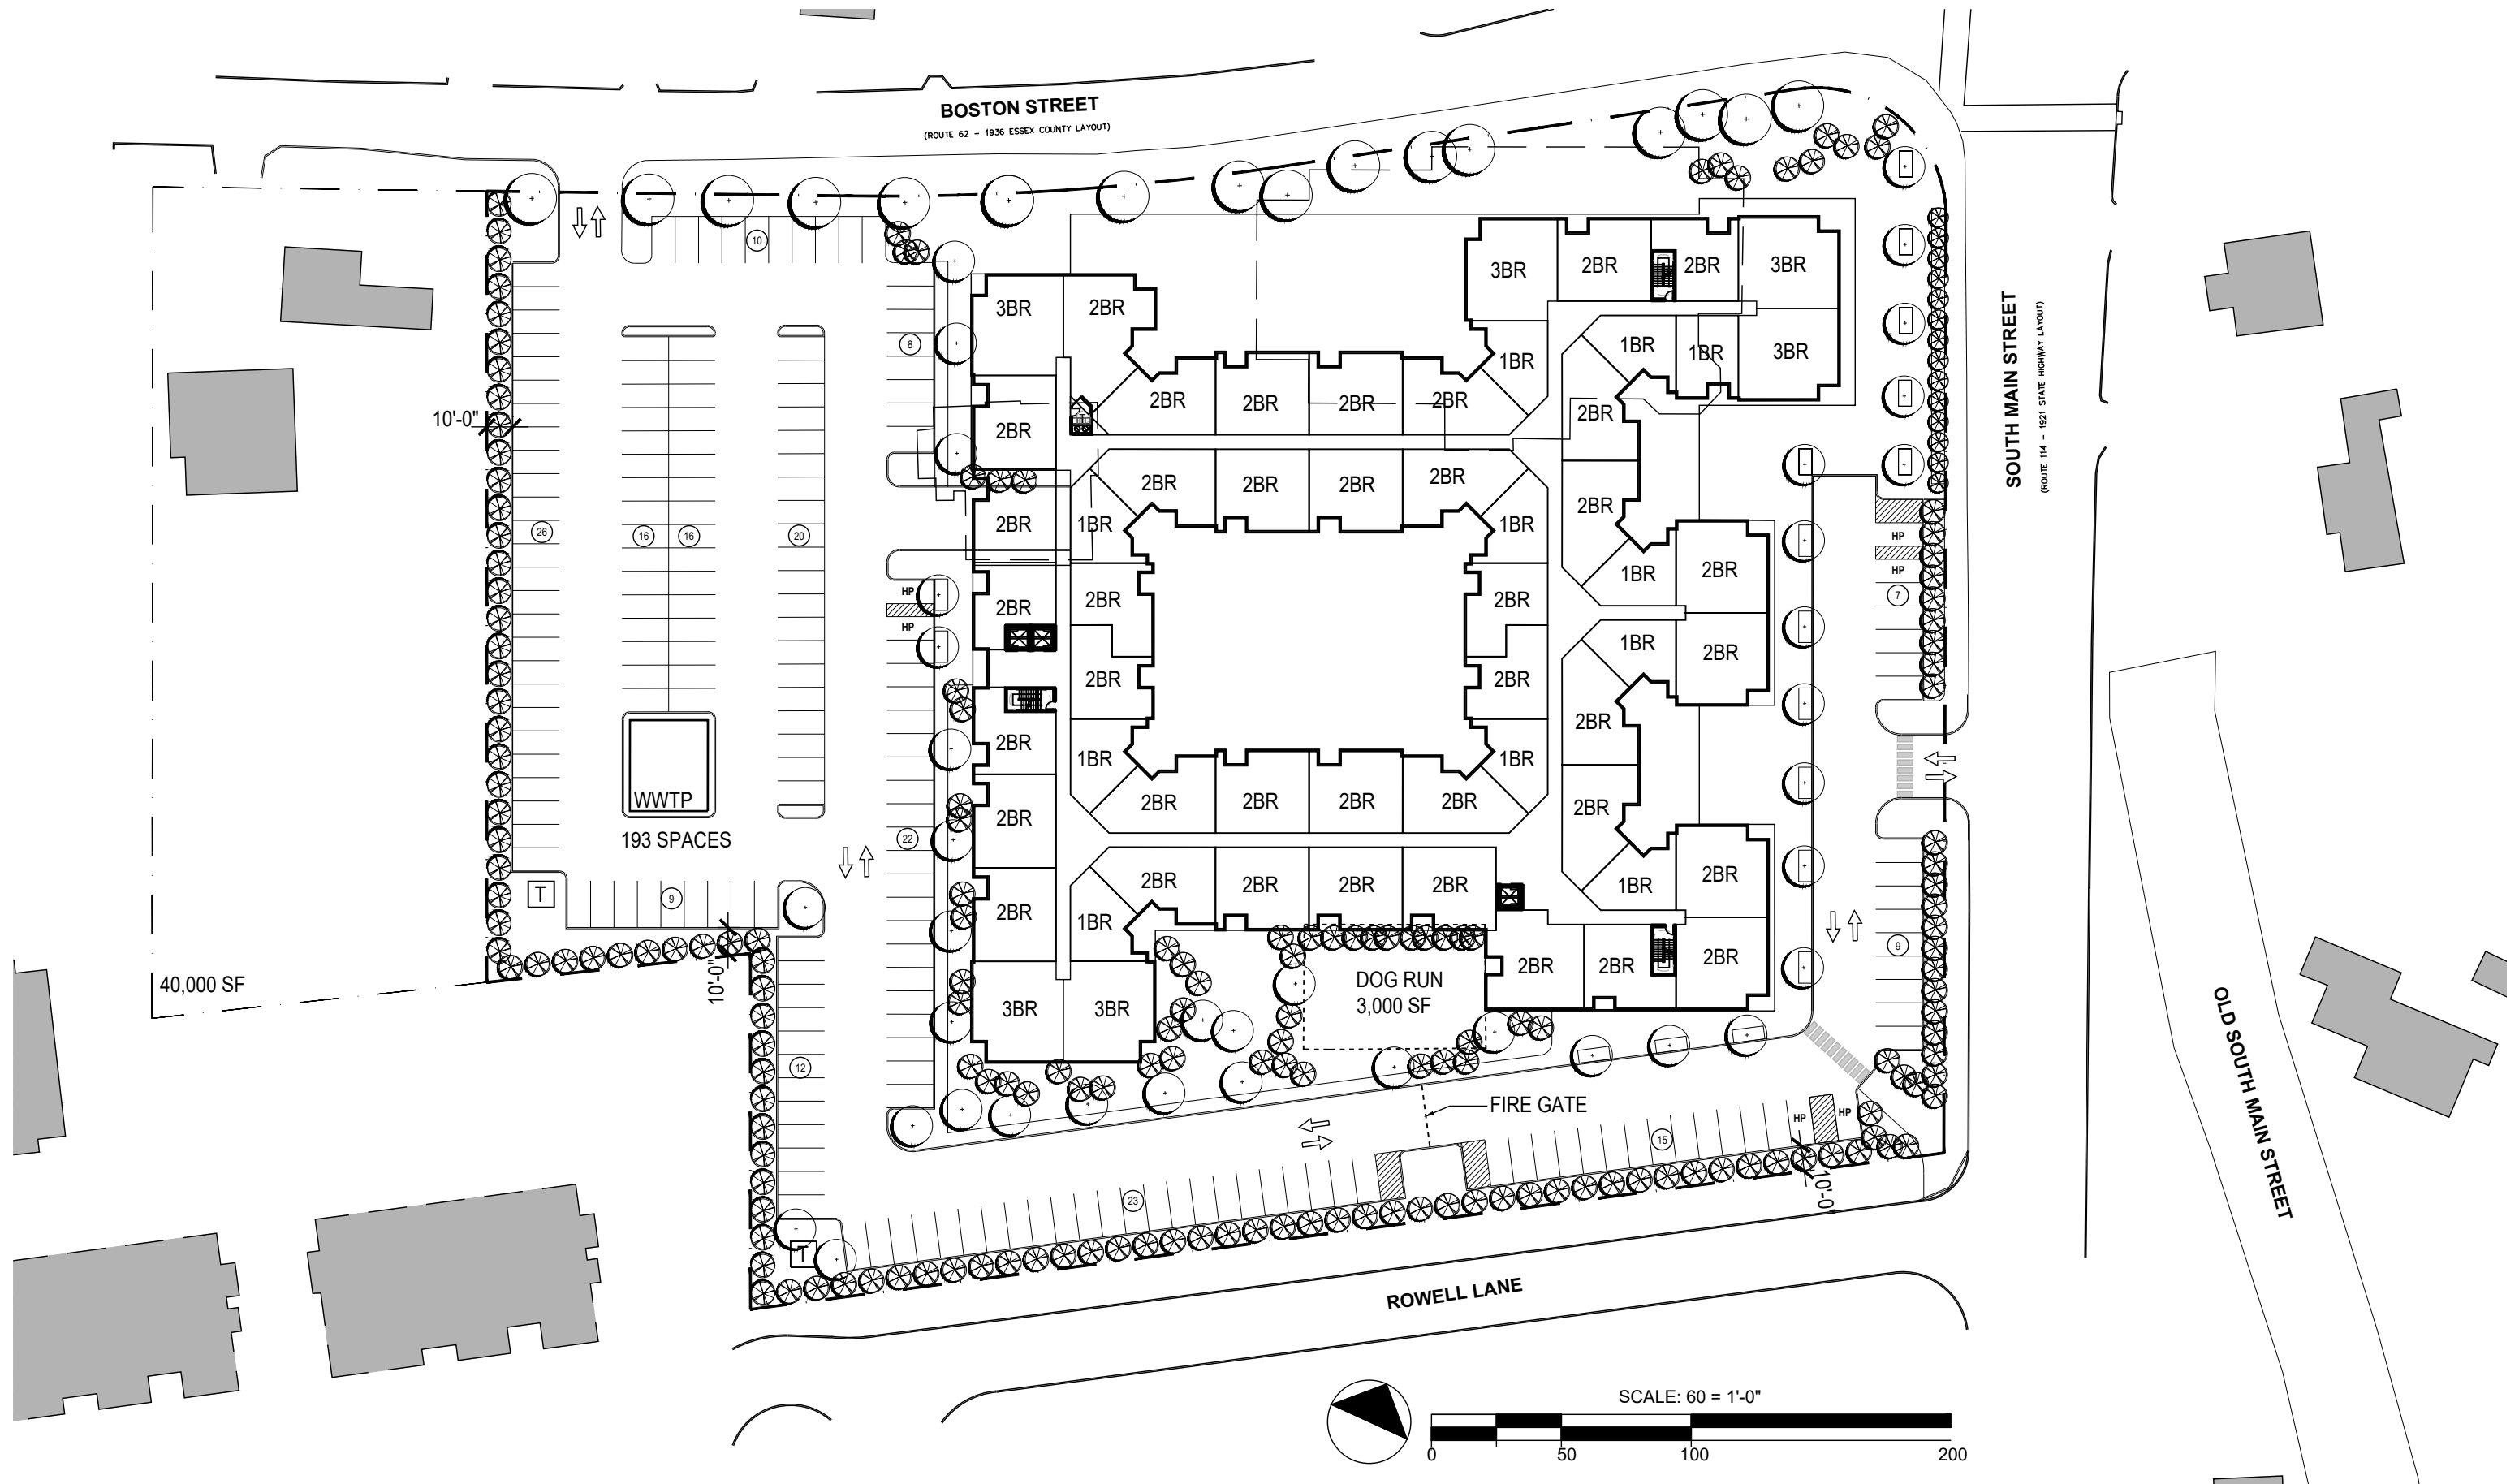 BOSTON STREET
(ROUTE 62 – 1936 ESSEX COUNTY LAYOUT)
10
3BR
2BR
2BR
3BR
3BR
2BR
8
1BR
1BR
1BR
3BR
2BR
2BR
2BR
2BR
2BR
10'-0"
2BR
SOUTH MAIN STREET
(ROUTE 114 – 1921 STATE HIGHWAY LAYOUT)
2BR
2BR
2BR
2BR
2BR
1BR
1BR
2BR
26
16
16
20
HP
HP
1BR
2BR
HP
HP
2BR
2BR
2BR
7
1BR
2BR
2BR
2BR
2BR
2BR
1BR
1BR
WWTP
2BR
2BR
2BR
2BR
2BR
2BR
193 SPACES
22
T
9
2BR
2BR
2BR
2BR
1BR
2BR
2BR
1BR
9
10'-0"
40,000 SF
3BR
3BR
DOG RUN
3,000 SF
2BR
2BR
2BR
12
FIRE GATE
HP
HP
15
23
10'-0"
T
ROWELL LANE
OLD SOUTH MAIN STREET
SCALE: 60 = 1'-0"
0
50
100
200